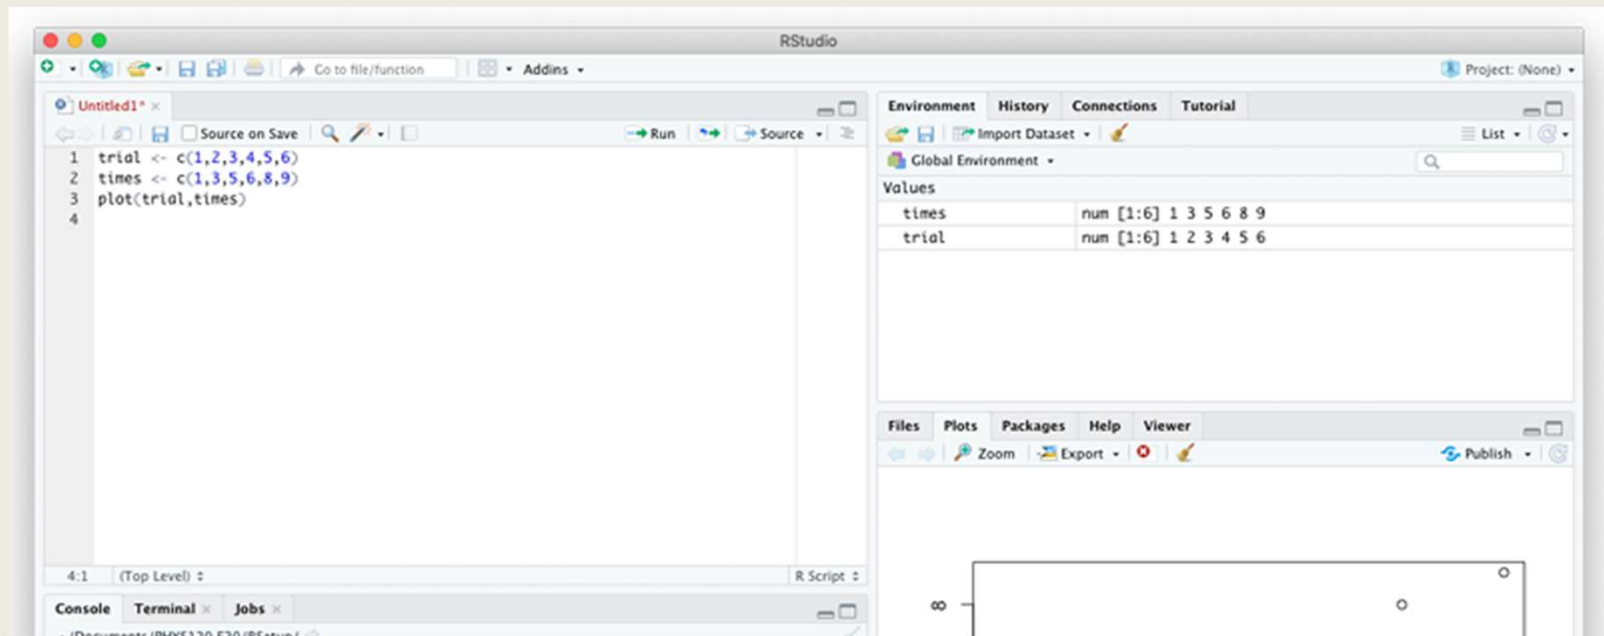 RStudio
Go to file/function
Addins
Project: (None)
Untitled1*
Source on Save
Run
Source
1 trial <- c(1,2,3,4,5,6)
2 times <- c(1,3,5,6,8,9)
3 plot(trial,times)
4
4:1 (Top Level)
R Script
Console Terminal Jobs
~/Documents/PHYS120_F20/RSetup/
Environment History Connections Tutorial
Import Dataset
List
Global Environment
Values
times num [1:6] 1 3 5 6 8 9
trial num [1:6] 1 2 3 4 5 6
Files Plots Packages Help Viewer
Zoom Export Publish
8